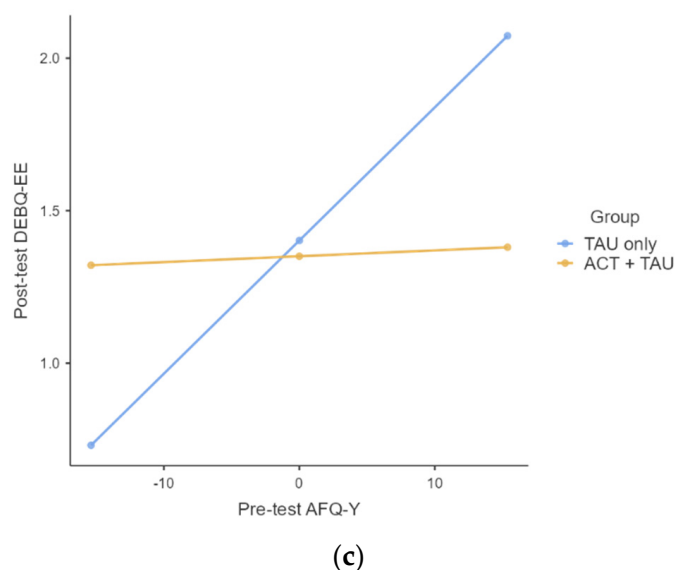 2.0
1.5
1.0
Post-test DEBQ-EE
-10
0
10
Pre-test AFQ-Y
Group
TAU only
ACT + TAU
(c)